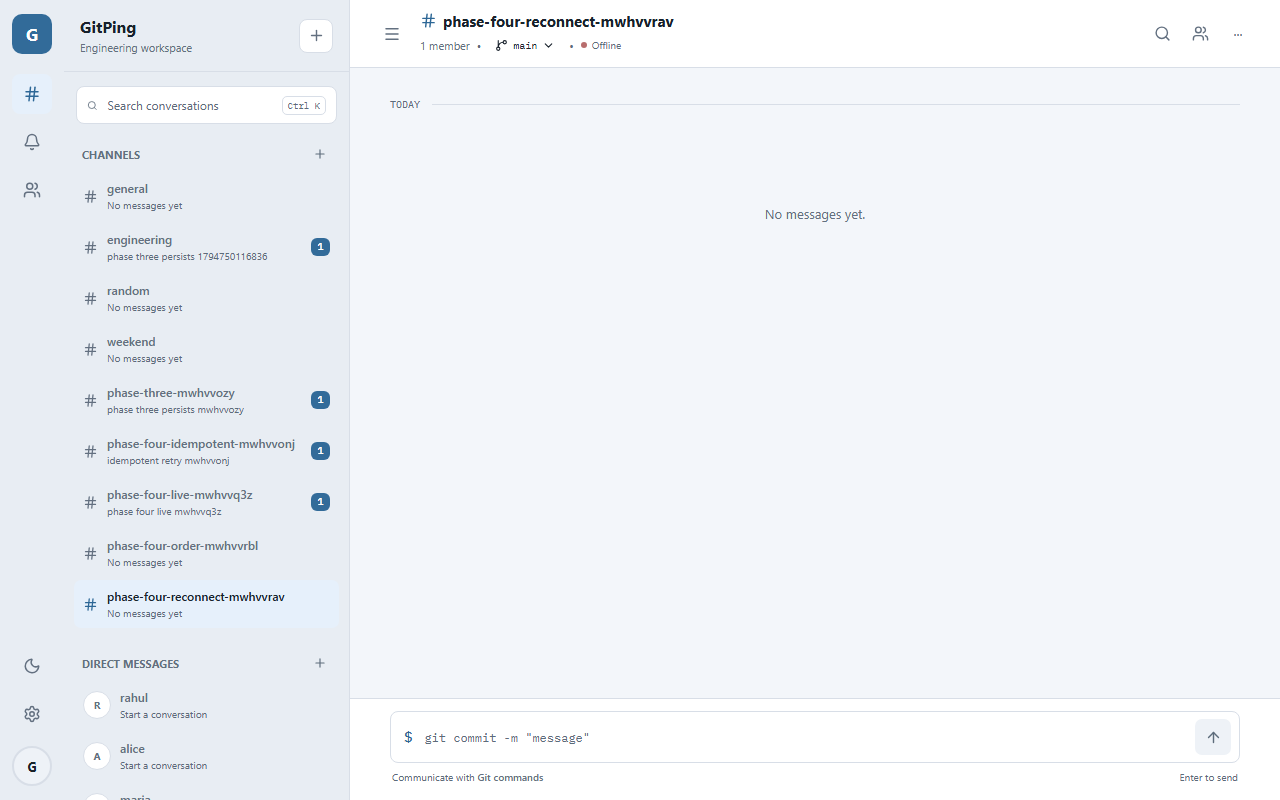 G
GitPing
Engineering workspace
Search conversations
Ctrl K
CHANNELS
general
No messages yet
engineering
phase three persists 1794750116836
1
random
No messages yet
weekend
No messages yet
phase-three-mwhvvozy
phase three persists mwhvvozy
1
phase-four-idempotent-mwhvvonj
idempotent retry mwhvvonj
1
phase-four-live-mwhvvq3z
phase four live mwhvvq3z
1
phase-four-order-mwhvvrbl
No messages yet
phase-four-reconnect-mwhvvrav
No messages yet
DIRECT MESSAGES
R
rahul
Start a conversation
A
alice
Start a conversation
maria
G
# phase-four-reconnect-mwhvvrav
1 member • main • Offline
TODAY
No messages yet.
$ git commit -m "message"
Communicate with Git commands
Enter to send